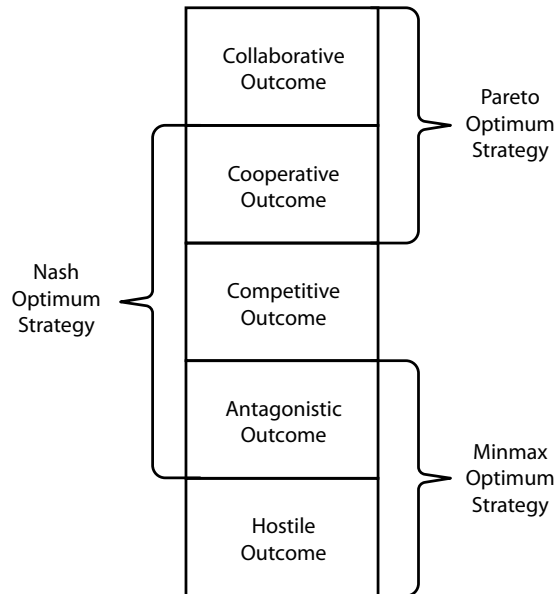 Collaborative
Outcome
Pareto
Optimum
Strategy
Cooperative
Outcome
Nash
Optimum
Strategy
Competitive
Outcome
Antagonistic
Outcome
Minmax
Optimum
Strategy
Hostile
Outcome